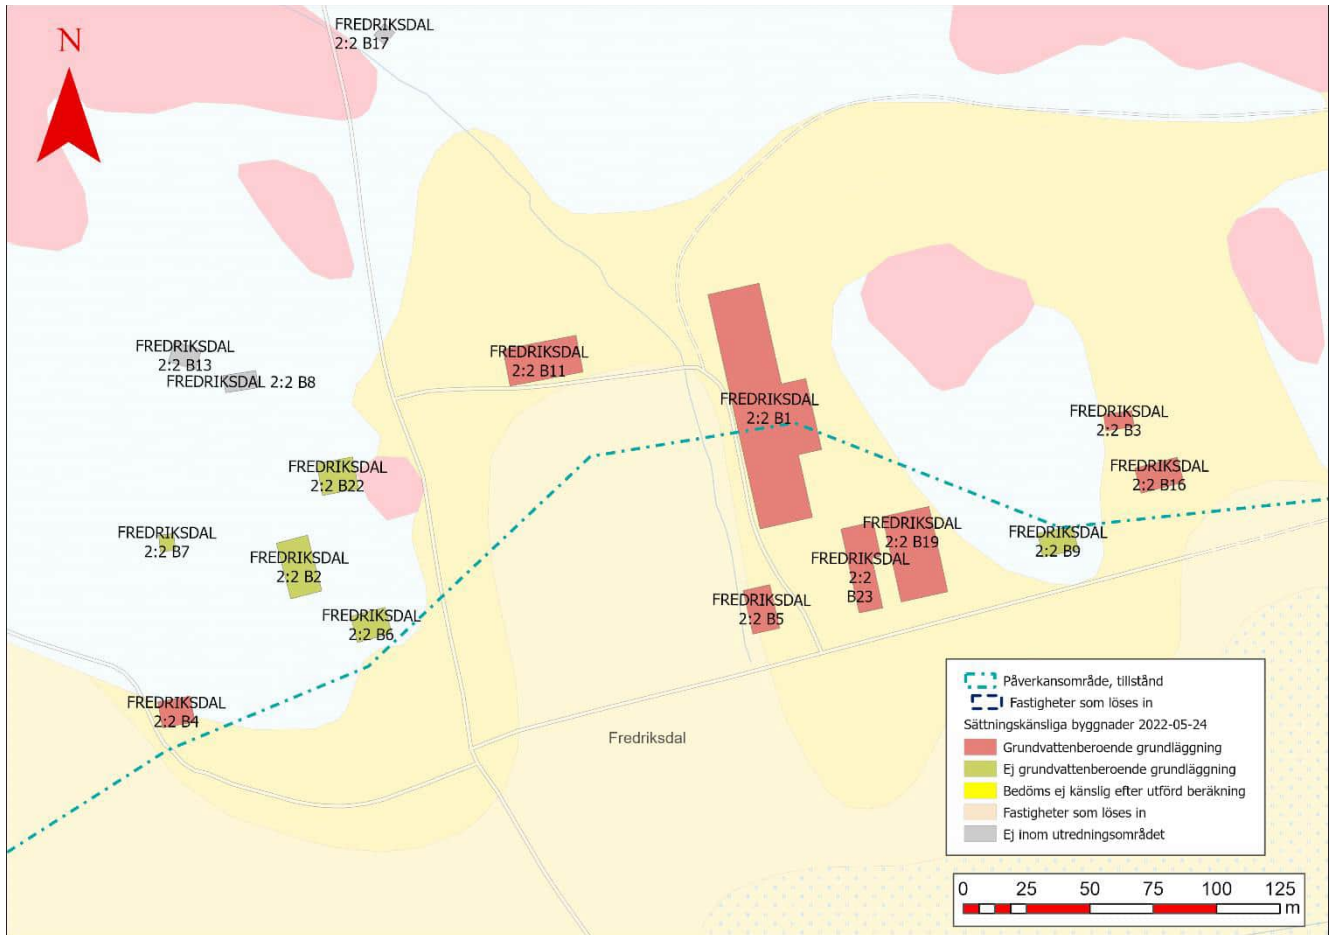 N
FREDRIKSDAL
2:2 B17
FREDRIKSDAL
2:2 B13
FREDRIKSDAL 2:2 B8
FREDRIKSDAL
2:2 B11
FREDRIKSDAL
2:2 B1
FREDRIKSDAL
2:2 B3
FREDRIKSDAL
2:2 B16
FREDRIKSDAL
2:2 B22
FREDRIKSDAL
2:2 B7
FREDRIKSDAL
2:2 B2
FREDRIKSDAL
2:2 B19
FREDRIKSDAL
2:2 B9
FREDRIKSDAL
2:2
B23
FREDRIKSDAL
2:2 B5
FREDRIKSDAL
2:2 B6
FREDRIKSDAL
2:2 B4
Fredriksdal
Påverkansområde, tillstånd
Fastigheter som löses in
Sättningskänsliga byggnader 2022-05-24
Grundvattenberoende grundläggning
Ej grundvattenberoende grundläggning
Bedöms ej känslig efter utförd beräkning
Fastigheter som löses in
Ej inom utredningsområdet
0 25 50 75 100 125
m